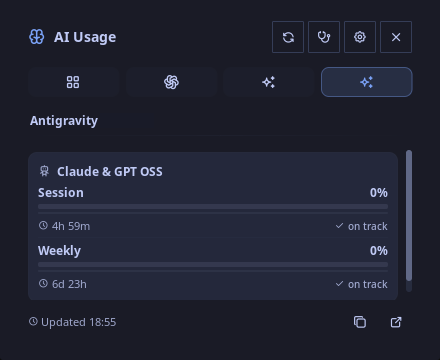 AI Usage
Antigravity
Claude & GPT OSS
Session 0%
4h 59m on track
Weekly 0%
6d 23h on track
Updated 18:55